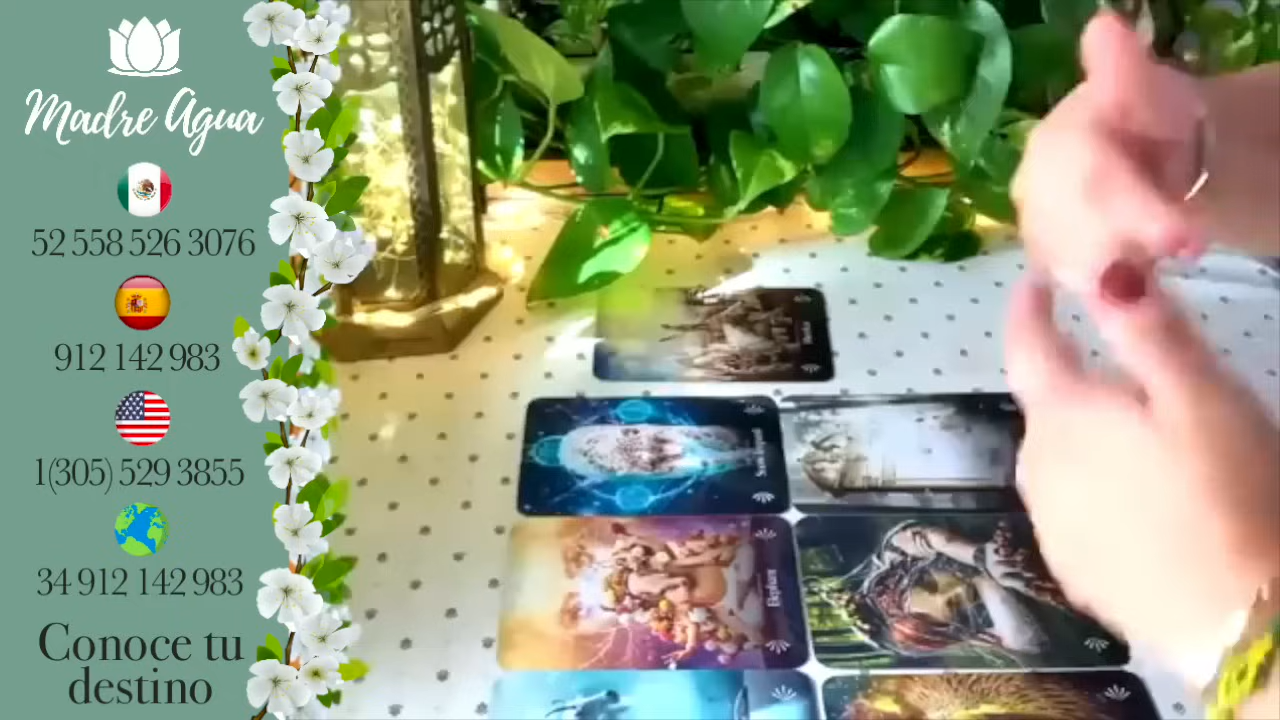 Madre Agua
52 558 526 3076
912 142 983
1(305) 529 3855
34 912 142 983
Conoce tu
destino
Elephant